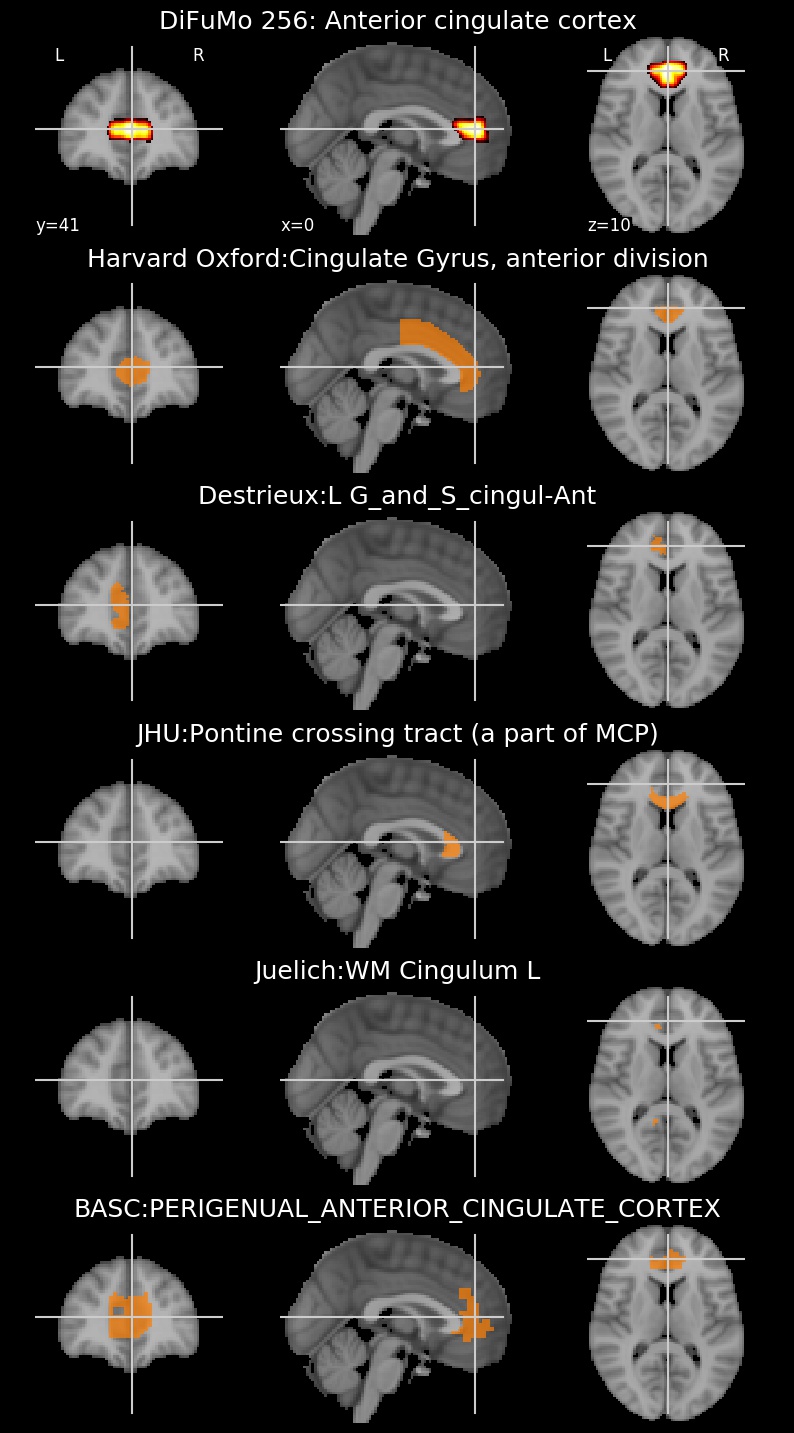 DiFuMo 256: Anterior cingulate cortex
L R L R
y=41 x=0 z=10
Harvard Oxford:Cingulate Gyrus, anterior division
Destrieux:L G_and_S_cingul-Ant
JHU:Pontine crossing tract (a part of MCP)
Juelich:WM Cingulum L
BASC:PERIGENUAL_ANTERIOR_CINGULATE_CORTEX